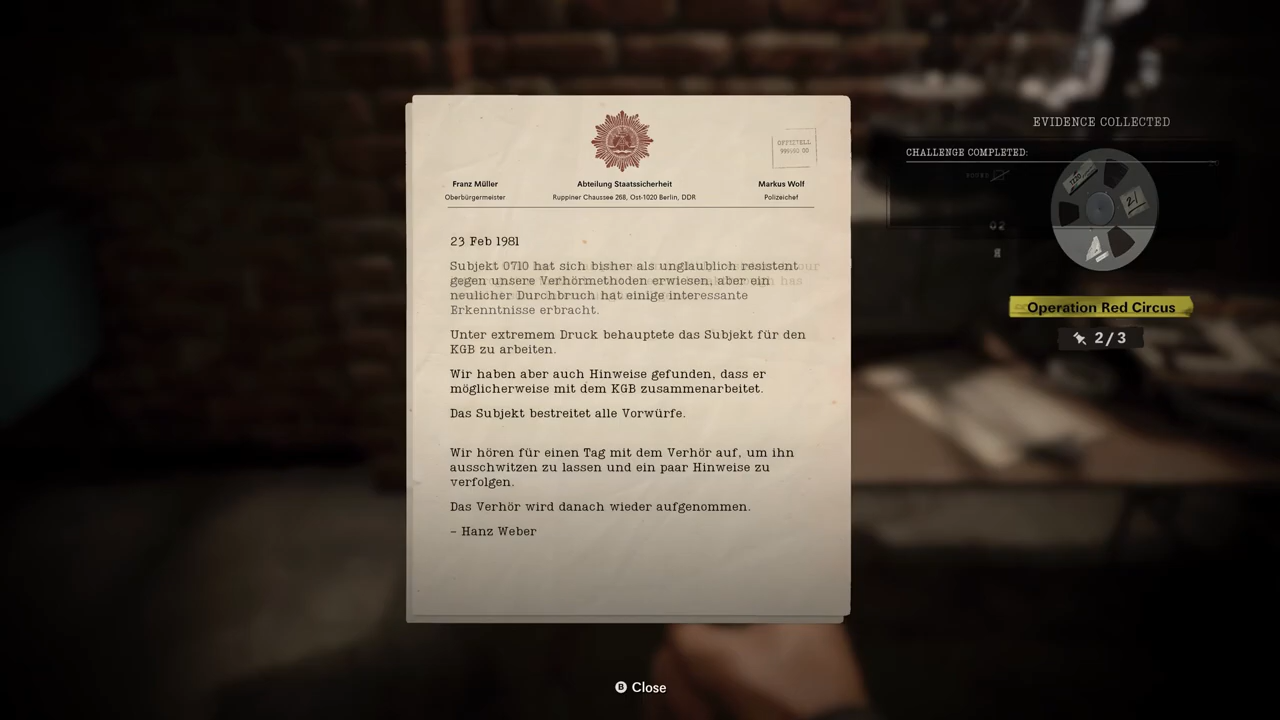 EVIDENCE COLLECTED
CHALLENGE COMPLETED:
Franz Müller
Oberbürgermeister
Abteilung Staatssicherheit
Ruppiner Chaussee 268, Ost-1020 Berlin, DDR
Markus Wolf
Polizeichef
23 Feb 1981
Subjekt 0710 hat sich bisher als unglaublich resistent
gegen unsere Verhörmethoden erwiesen, aber ein
neulicher Durchbruch hat einige interessante
Erkenntnisse erbracht.
Unter extremem Druck behauptete das Subjekt für den
KGB zu arbeiten.
Wir haben aber auch Hinweise gefunden, dass er
möglicherweise mit dem KGB zusammenarbeitet.
Das Subjekt bestreitet alle Vorwürfe.
Wir hören für einen Tag mit dem Verhör auf, um ihn
ausschwitzen zu lassen und ein paar Hinweise zu
verfolgen.
Das Verhör wird danach wieder aufgenommen.
– Hanz Weber
Operation Red Circus
2/3
B Close